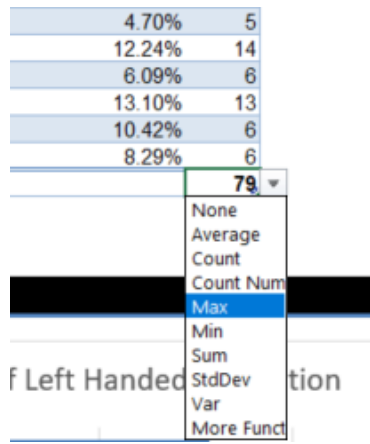 4.70% 5
12.24% 14
6.09% 6
13.10% 13
10.42% 6
8.29% 6
79
None
Average
Count
Count Num
Max
Min
Sum
f Left Handed tion
StdDev
Var
More Funct